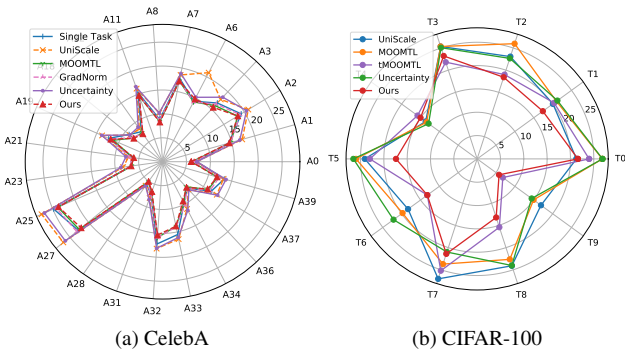 Single Task
UniScale
MOOMTL
GradNorm
Uncertainty
Ours
A0
A1
A2
A3
A6
A7
A8
A11
A19
A21
A23
A25
A27
A28
A31
A32
A33
A34
A36
A37
A39
5
10
15
20
25
(a) CelebA
UniScale
MOOMTL
tMOOMTL
Uncertainty
Ours
T0
T1
T2
T3
T5
T6
T7
T8
T9
5
10
15
20
25
(b) CIFAR-100